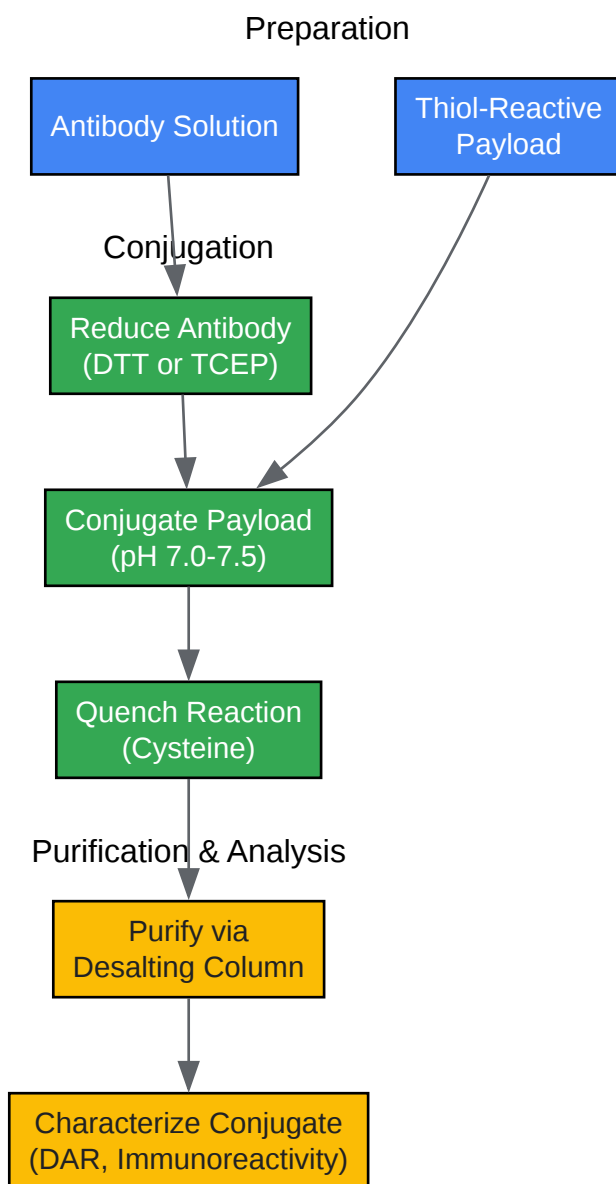 Preparation
Antibody Solution
Thiol-Reactive
Payload
Conjugation
Reduce Antibody
(DTT or TCEP)
Conjugate Payload
(pH 7.0-7.5)
Quench Reaction
(Cysteine)
Purification & Analysis
Purify via
Desalting Column
Characterize Conjugate
(DAR, Immunoreactivity)